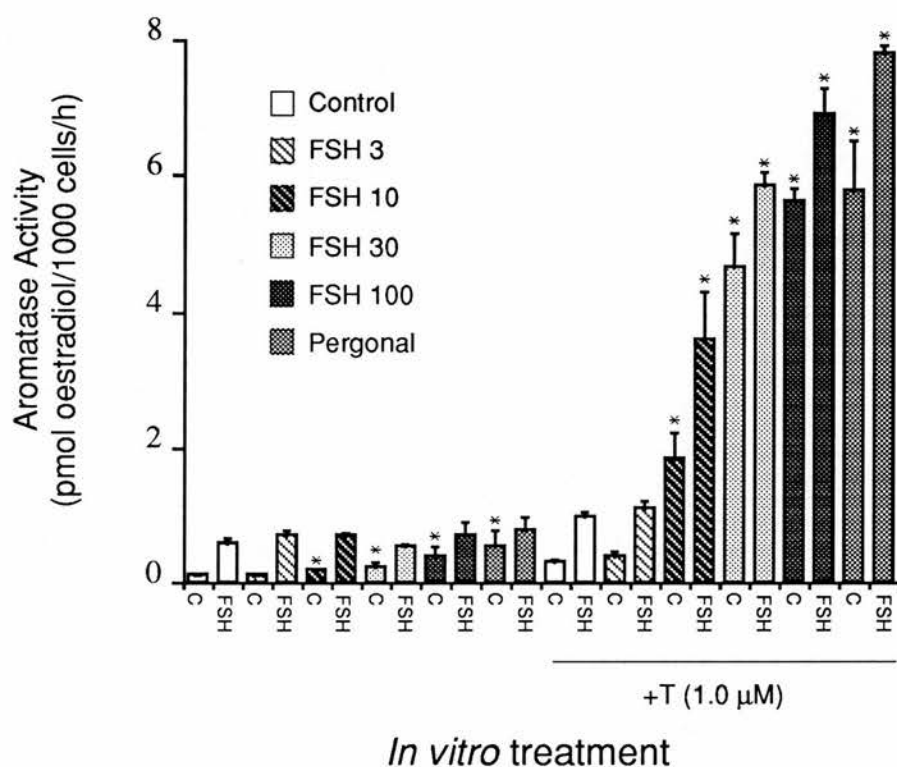 Aromatase Activity
(pmol oestradiol/1000 cells/h)
8
6
4
2
0
Control
FSH 3
FSH 10
FSH 30
FSH 100
Pergonal
* * * * * * * * * * * *
C FSH C FSH C FSH C FSH C FSH C FSH C FSH C FSH C FSH C FSH C FSH C FSH
+T (1.0 µM)
In vitro treatment